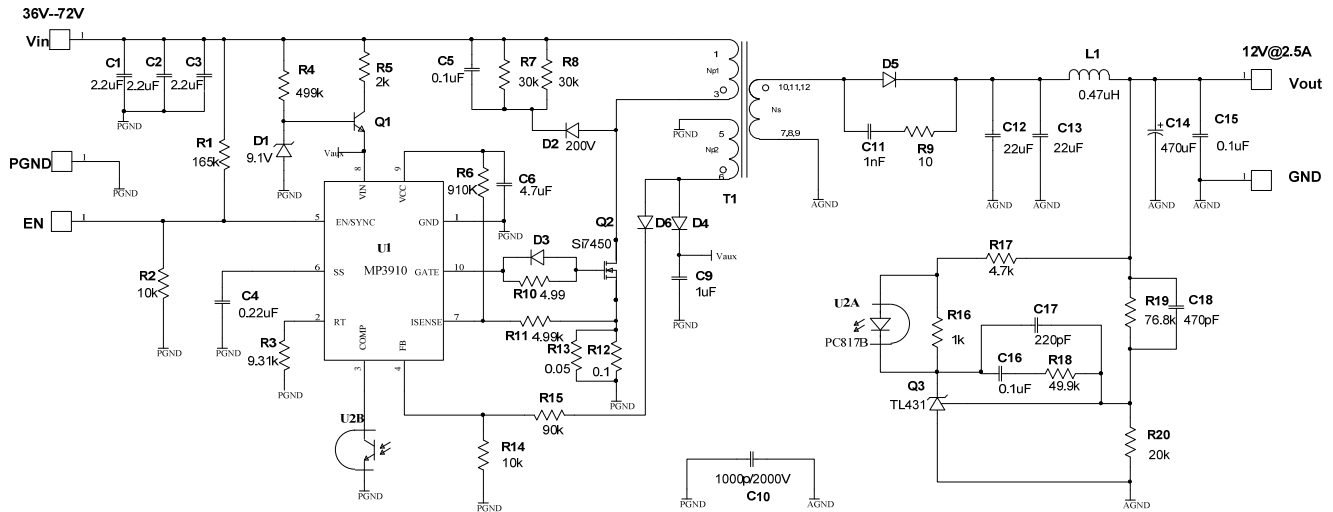 36V--72V
Vin
1
C1
2.2uF
C2
2.2uF
C3
2.2uF
PGND
R4
499k
R5
2k
C5
0.1uF
R7
30k
R8
30k
1
Np1
3
10,11,12
Ns
7,8,9
D5
L1
0.47uH
12V@2.5A
1
Vout
C11
1nF
R9
10
C12
22uF
C13
22uF
C14
+
470uF
C15
0.1uF
1
GND
AGND
AGND
AGND
AGND
AGND
R1
165k
D1
9.1V
PGND
Q1
Vaux
D2
200V
PGND
5
Np2
6
T1
PGND
1
PGND
EN
1
8
9
VIN
VCC
R6
910K
C6
4.7uF
PGND
5
EN/SYNC
GND
1
U1
MP3910
6
SS
GATE
10
2
RT
ISENSE
7
COMP
FB
3
4
D3
R10
4.99
Q2
Si7450
D6
D4
Vaux
C9
1uF
PGND
R2
10k
PGND
C4
0.22uF
PGND
R3
9.31k
PGND
R11
4.99k
R13
0.05
R12
0.1
PGND
R15
90k
R14
10k
PGND
U2B
PGND
R17
4.7k
U2A
PC817B
R16
1k
C17
220pF
C16
0.1uF
R18
49.9k
R19
76.8k
C18
470pF
Q3
TL431
R20
20k
AGND
1000p/2000V
C10
PGND
AGND